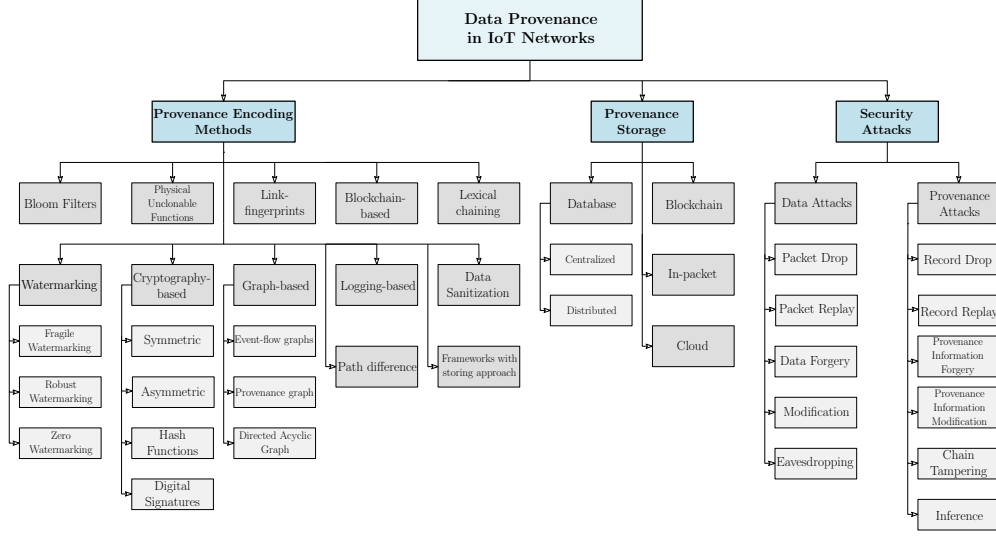 Data Provenance
in IoT Networks
Provenance Encoding
Methods
Provenance
Storage
Security
Attacks
Bloom Filters
Physical
Unclonable
Functions
Link-
fingerprints
Blockchain-
based
Lexical
chaining
Database
Blockchain
Data Attacks
Provenance
Attacks
Watermarking
Cryptography-
based
Graph-based
Logging-based
Data
Sanitization
Centralized
In-packet
Packet Drop
Record Drop
Fragile
Watermarking
Symmetric
Event-flow graphs
Path difference
Frameworks with
storing approach
Distributed
Cloud
Packet Replay
Record Replay
Data Forgery
Provenance
Information
Forgery
Robust
Watermarking
Asymmetric
Provenance graph
Modification
Provenance
Information
Modification
Zero
Watermarking
Hash
Functions
Directed Acyclic
Graph
Eavesdropping
Chain
Tampering
Digital
Signatures
Inference